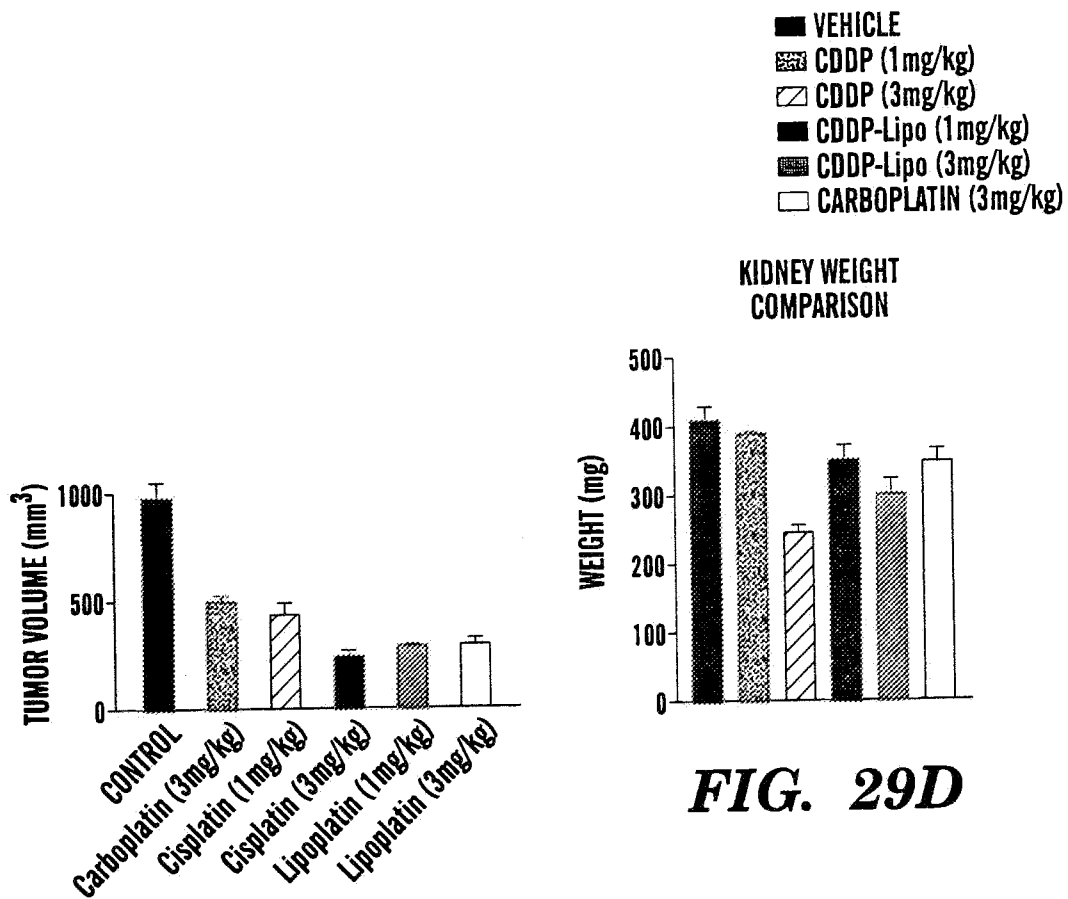 VEHICLE
CDDP (1mg/kg)
CDDP (3mg/kg)
CDDP-Lipo (1mg/kg)
CDDP-Lipo (3mg/kg)
CARBOPLATIN (3mg/kg)
KIDNEY WEIGHT
COMPARISON
TUMOR VOLUME (mm³)
1000
500
0
CONTROL
Carboplatin (3mg/kg)
Cisplatin (1mg/kg)
Cisplatin (3mg/kg)
Lipoplatin (1mg/kg)
Lipoplatin (3mg/kg)
WEIGHT (mg)
500
400
300
200
100
0
FIG. 29D